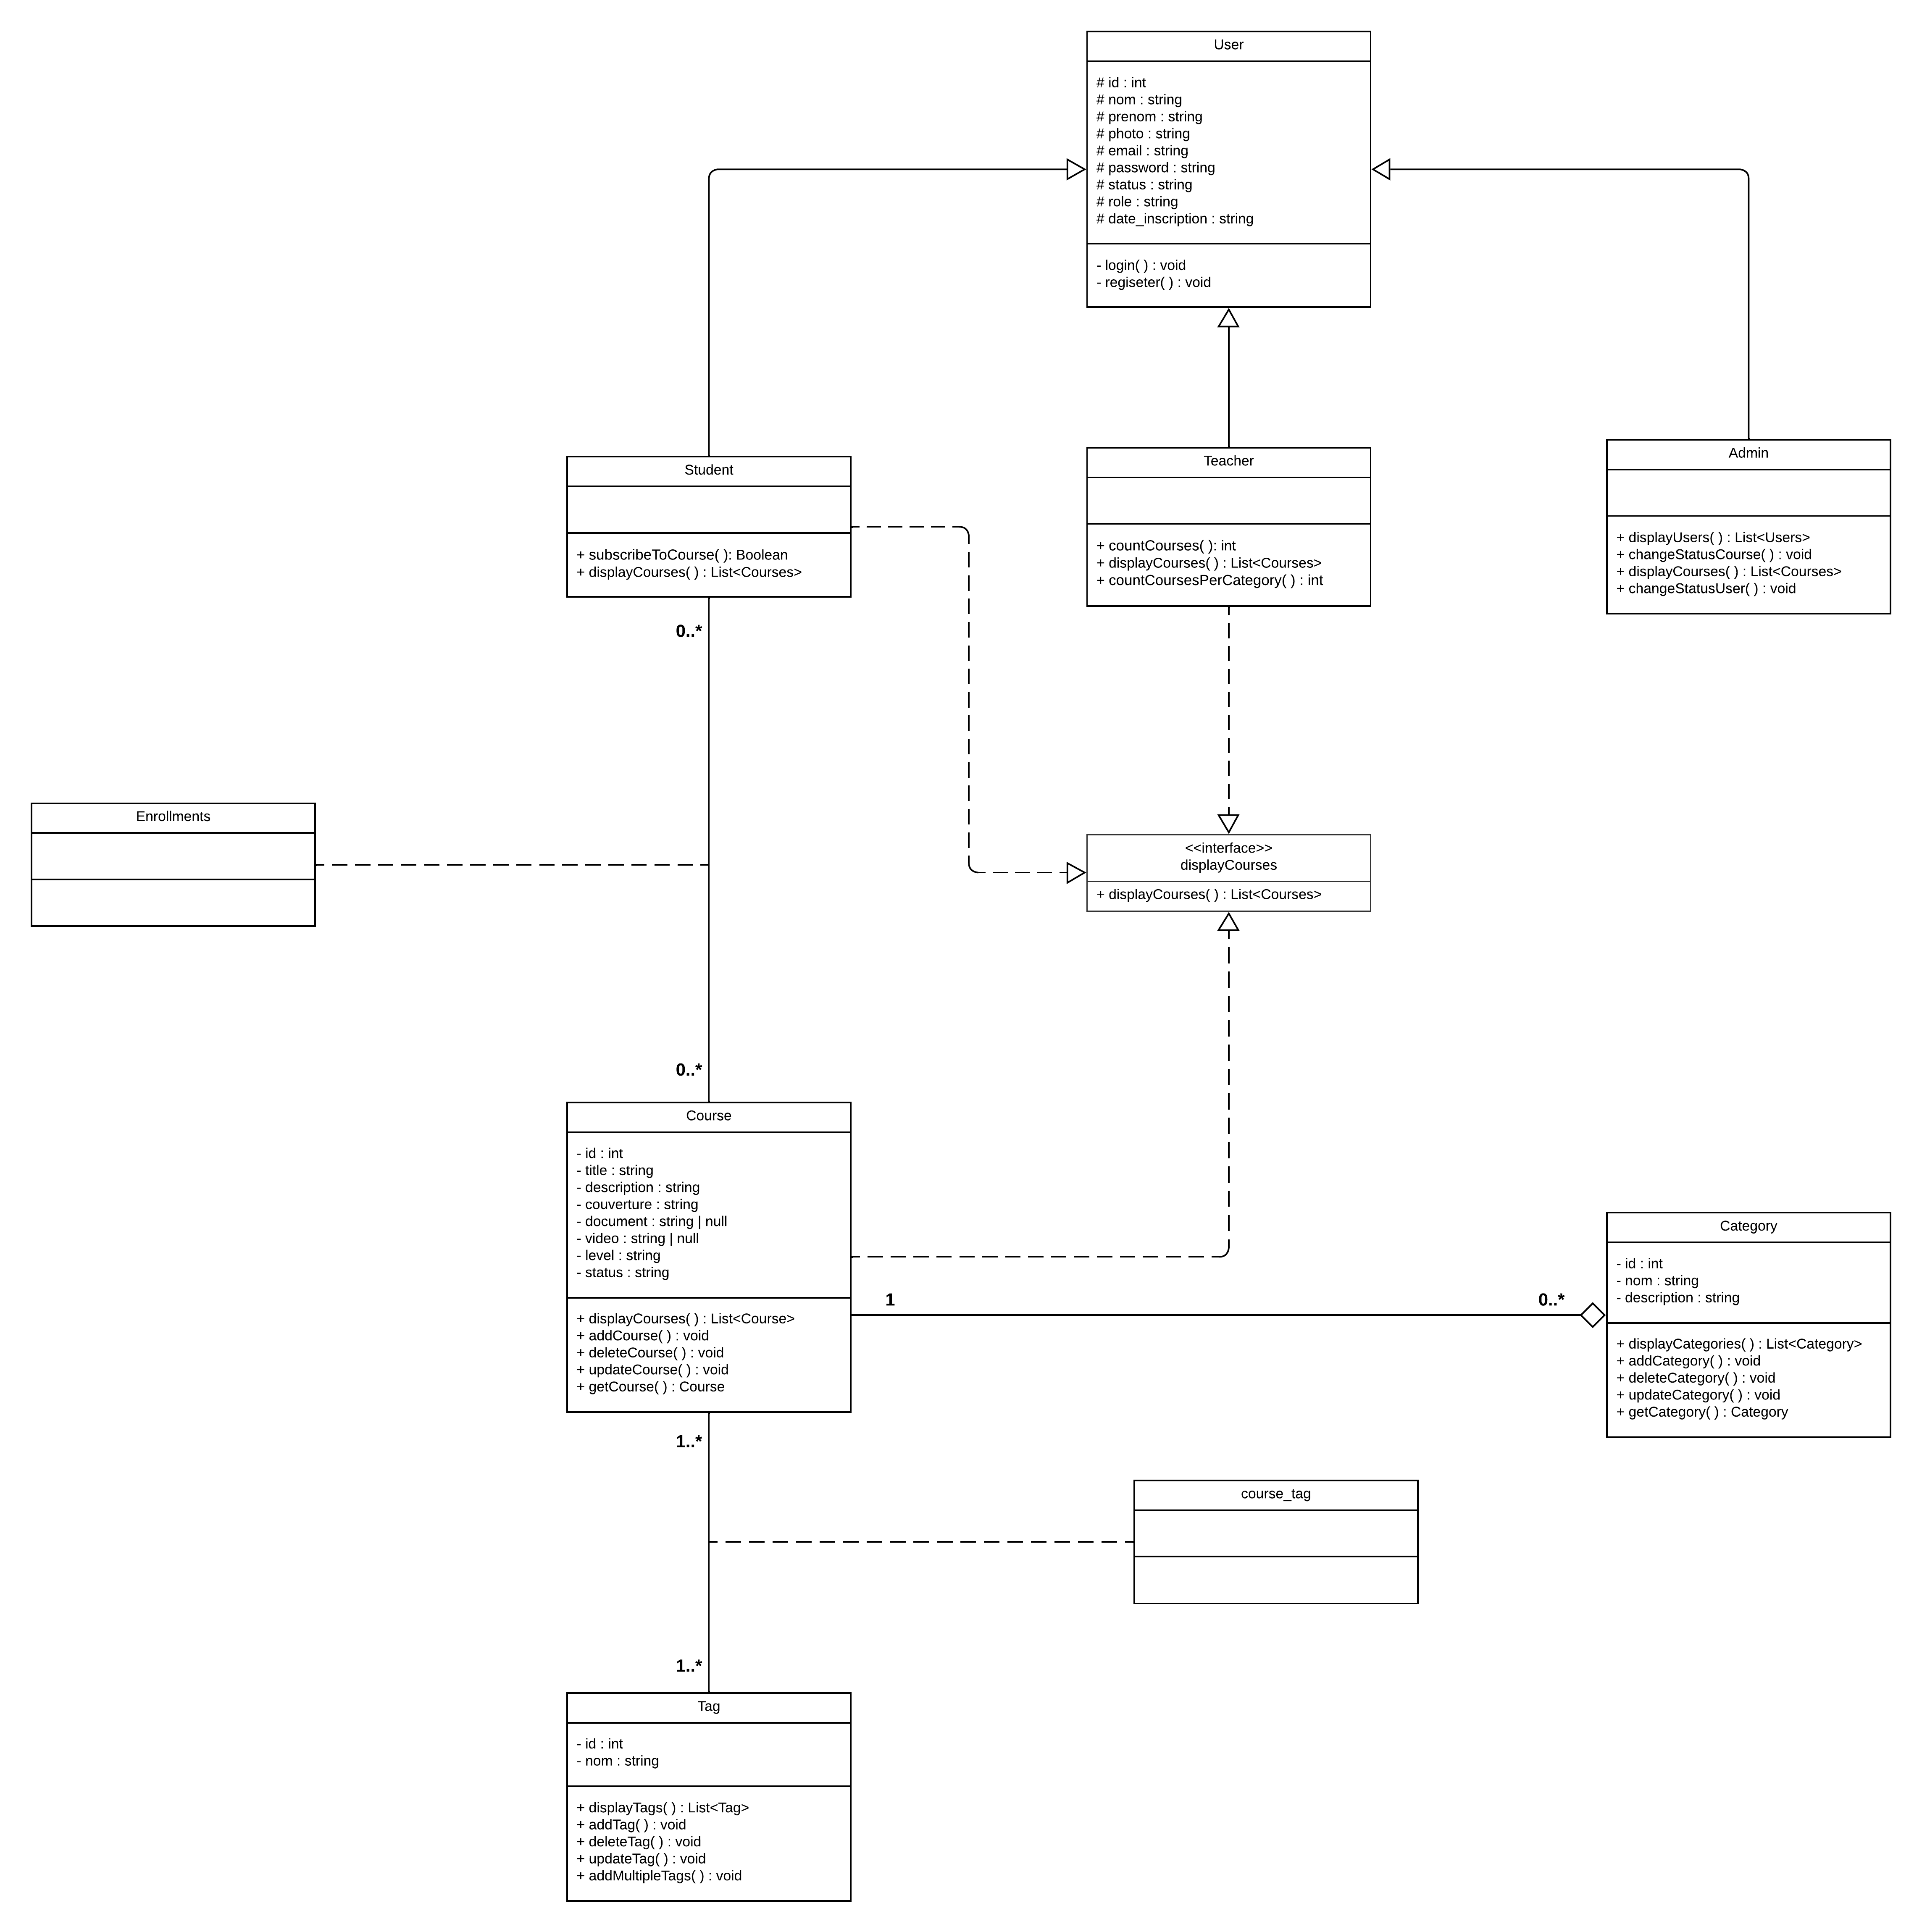 User
# id : int
# nom : string
# prenom : string
# photo : string
# email : string
# password : string
# status : string
# role : string
# date_inscription : string
- login( ) : void
- regiseter( ) : void
Student
+ subscribeToCourse( ): Boolean
+ displayCourses( ) : List<Courses>
Teacher
+ countCourses( ): int
+ displayCourses( ) : List<Courses>
+ countCoursesPerCategory( ) : int
Admin
+ displayUsers( ) : List<Users>
+ changeStatusCourse( ) : void
+ displayCourses( ) : List<Courses>
+ changeStatusUser( ) : void
0..*
Enrollments
<<interface>>
displayCourses
+ displayCourses( ) : List<Courses>
0..*
Course
- id : int
- title : string
- description : string
- couverture : string
- document : string | null
- video : string | null
- level : string
- status : string
+ displayCourses( ) : List<Course>
+ addCourse( ) : void
+ deleteCourse( ) : void
+ updateCourse( ) : void
+ getCourse( ) : Course
1
0..*
Category
- id : int
- nom : string
- description : string
+ displayCategories( ) : List<Category>
+ addCategory( ) : void
+ deleteCategory( ) : void
+ updateCategory( ) : void
+ getCategory( ) : Category
1..*
course_tag
1..*
Tag
- id : int
- nom : string
+ displayTags( ) : List<Tag>
+ addTag( ) : void
+ deleteTag( ) : void
+ updateTag( ) : void
+ addMultipleTags( ) : void